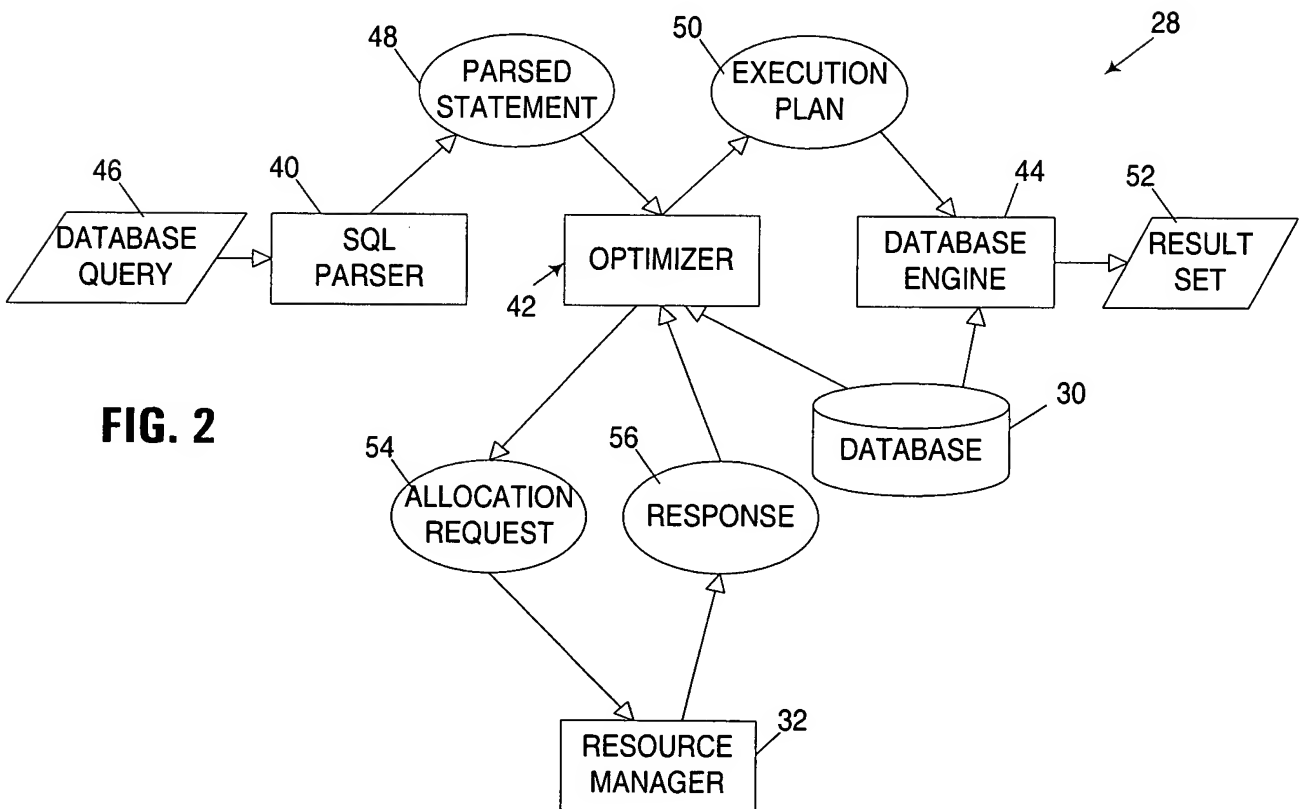 48
PARSED
STATEMENT
50
EXECUTION
PLAN
28
46
DATABASE
QUERY
40
SQL
PARSER
OPTIMIZER
42
44
DATABASE
ENGINE
52
RESULT
SET
FIG. 2
30
DATABASE
54
ALLOCATION
REQUEST
56
RESPONSE
32
RESOURCE
MANAGER